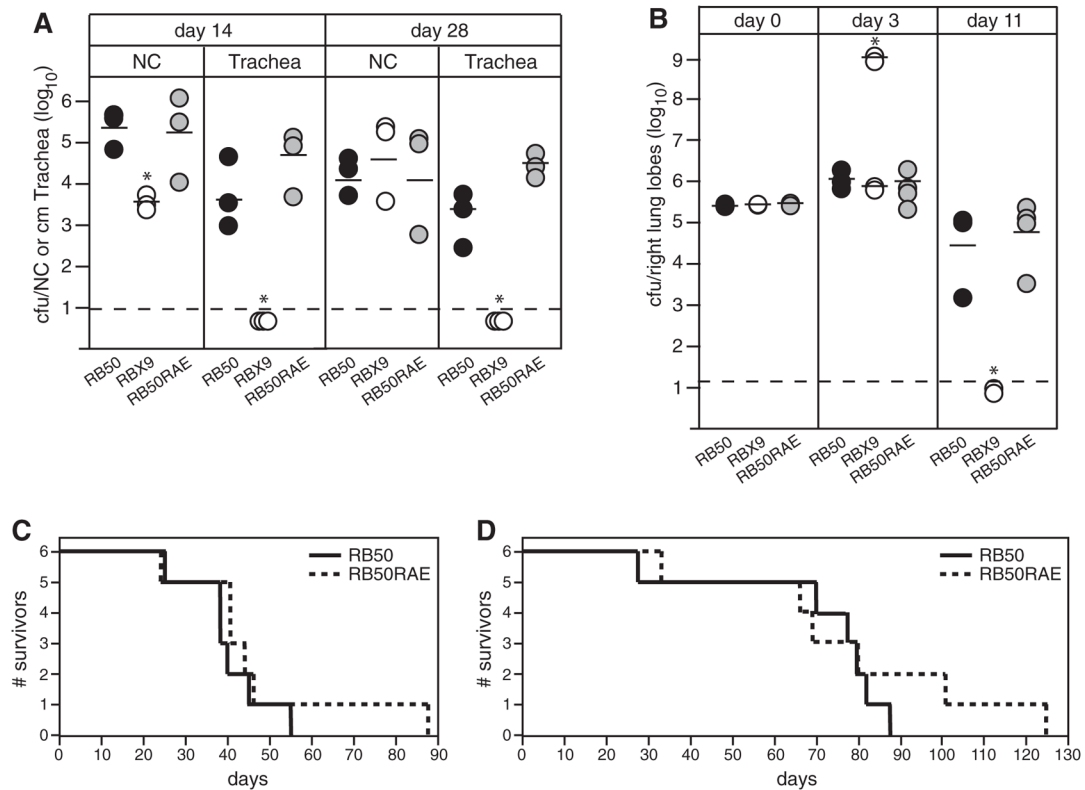 A
day 14 day 28
NC Trachea NC Trachea
cfu/NC or cm Trachea (log10)
6
5
4
3
2
1
* * *
RB50 RBX9 RB50RAE RB50 RBX9 RB50RAE RB50 RBX9 RB50RAE
B
day 0 day 3 day 11
cfu/right lung lobes (log10)
9
8
7
6
5
4
3
2
1
* *
RB50 RBX9 RB50RAE RB50 RBX9 RB50RAE RB50 RBX9 RB50RAE
C
# survivors
6
5
4
3
2
1
0
RB50
RB50RAE
0 10 20 30 40 50 60 70 80 90
days
D
# survivors
6
5
4
3
2
1
0
RB50
RB50RAE
0 10 20 30 40 50 60 70 80 90 100 110 120 130
days